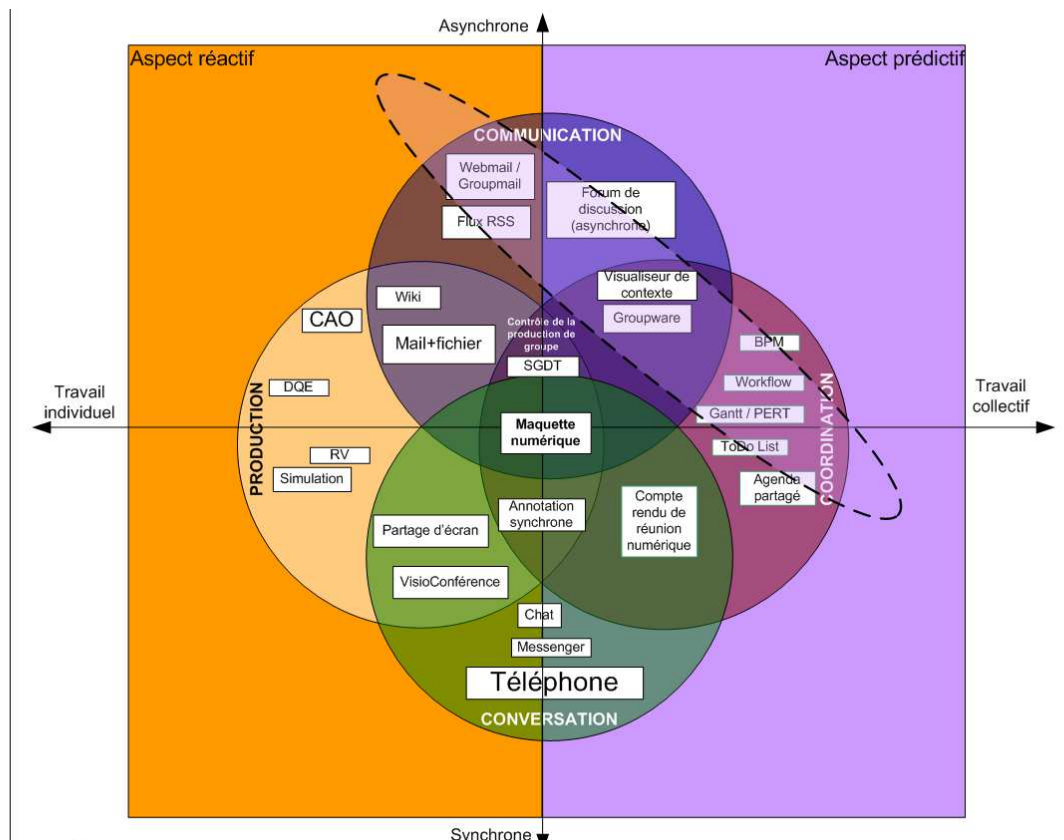 Asynchrone
Aspect réactif
Aspect prédictif
COMMUNICATION
Webmail /
Groupmail
Forum de
discussion
(asynchrone)
Flux RSS
Visualiseur de
contexte
Wiki
CAO
Groupware
Contrôle de la
production de
groupe
Mail+fichier
BPM
SGDT
DQE
Workflow
Travail
individuel
Travail
collectif
Gantt / PERT
Maquette
numérique
PRODUCTION
COORDINATION
ToDo List
RV
Simulation
Agenda
partagé
Compte
rendu de
réunion
numérique
Annotation
synchrone
Partage d'écran
VisioConférence
Chat
Messenger
Téléphone
CONVERSATION
Synchrone